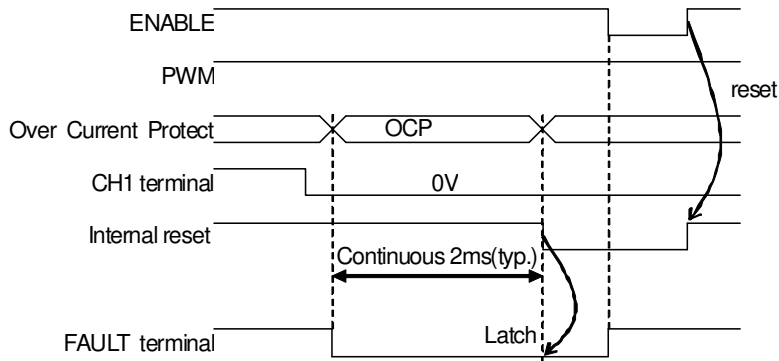 ENABLE
PWM
reset
Over Current Protect
OCP
CH1 terminal
0V
Internal reset
Continuous 2ms(typ.)
Latch
FAULT terminal